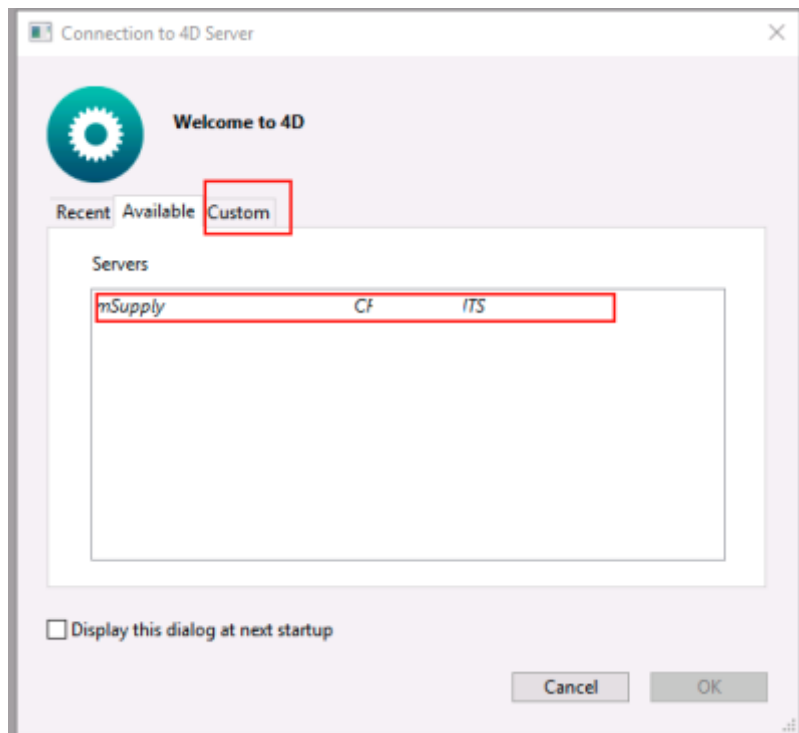 Connection to 4D Server
Welcome to 4D
Recent Available Custom
Servers
mSupply
Display this dialog at next startup
Cancel OK